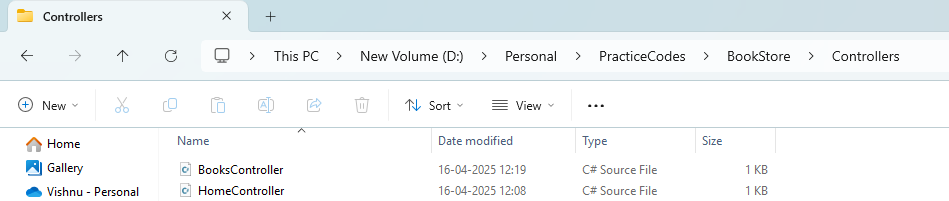 Controllers
This PC New Volume (D:) Personal PracticeCodes BookStore Controllers
New Sort View
Home
Gallery
Vishnu - Personal
Name Date modified Type Size
BooksController 16-04-2025 12:19 C# Source File 1 KB
HomeController 16-04-2025 12:08 C# Source File 1 KB